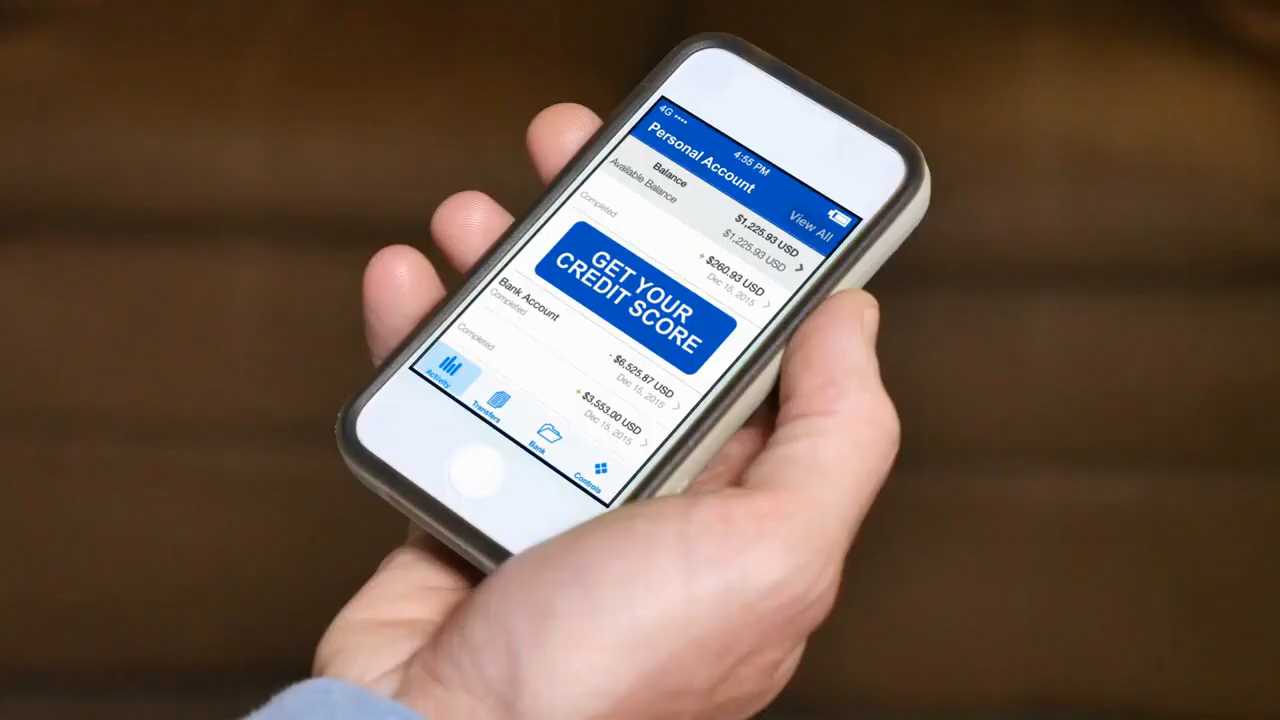 4G
4:55 PM
Personal Account
View All
Balance
$1,225.93 USD
Available Balance
$1,225.93 USD
Completed
+ $260.93 USD
Dec 15, 2015
GET YOUR
CREDIT SCORE
Bank Account
Completed
- $6,525.87 USD
Dec 15, 2015
Completed
+ $3,553.00 USD
Dec 15, 2015
Activity
Transfers
Bank
Controls